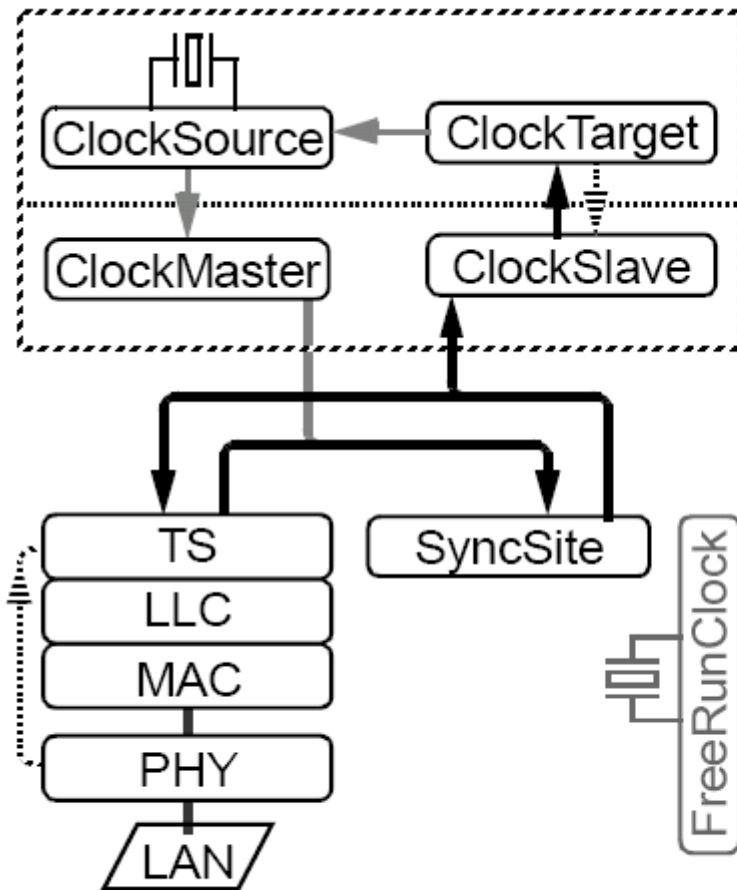 ClockSource
ClockTarget
ClockMaster
ClockSlave
TS
SyncSite
LLC
MAC
PHY
LAN
FreeRunClock